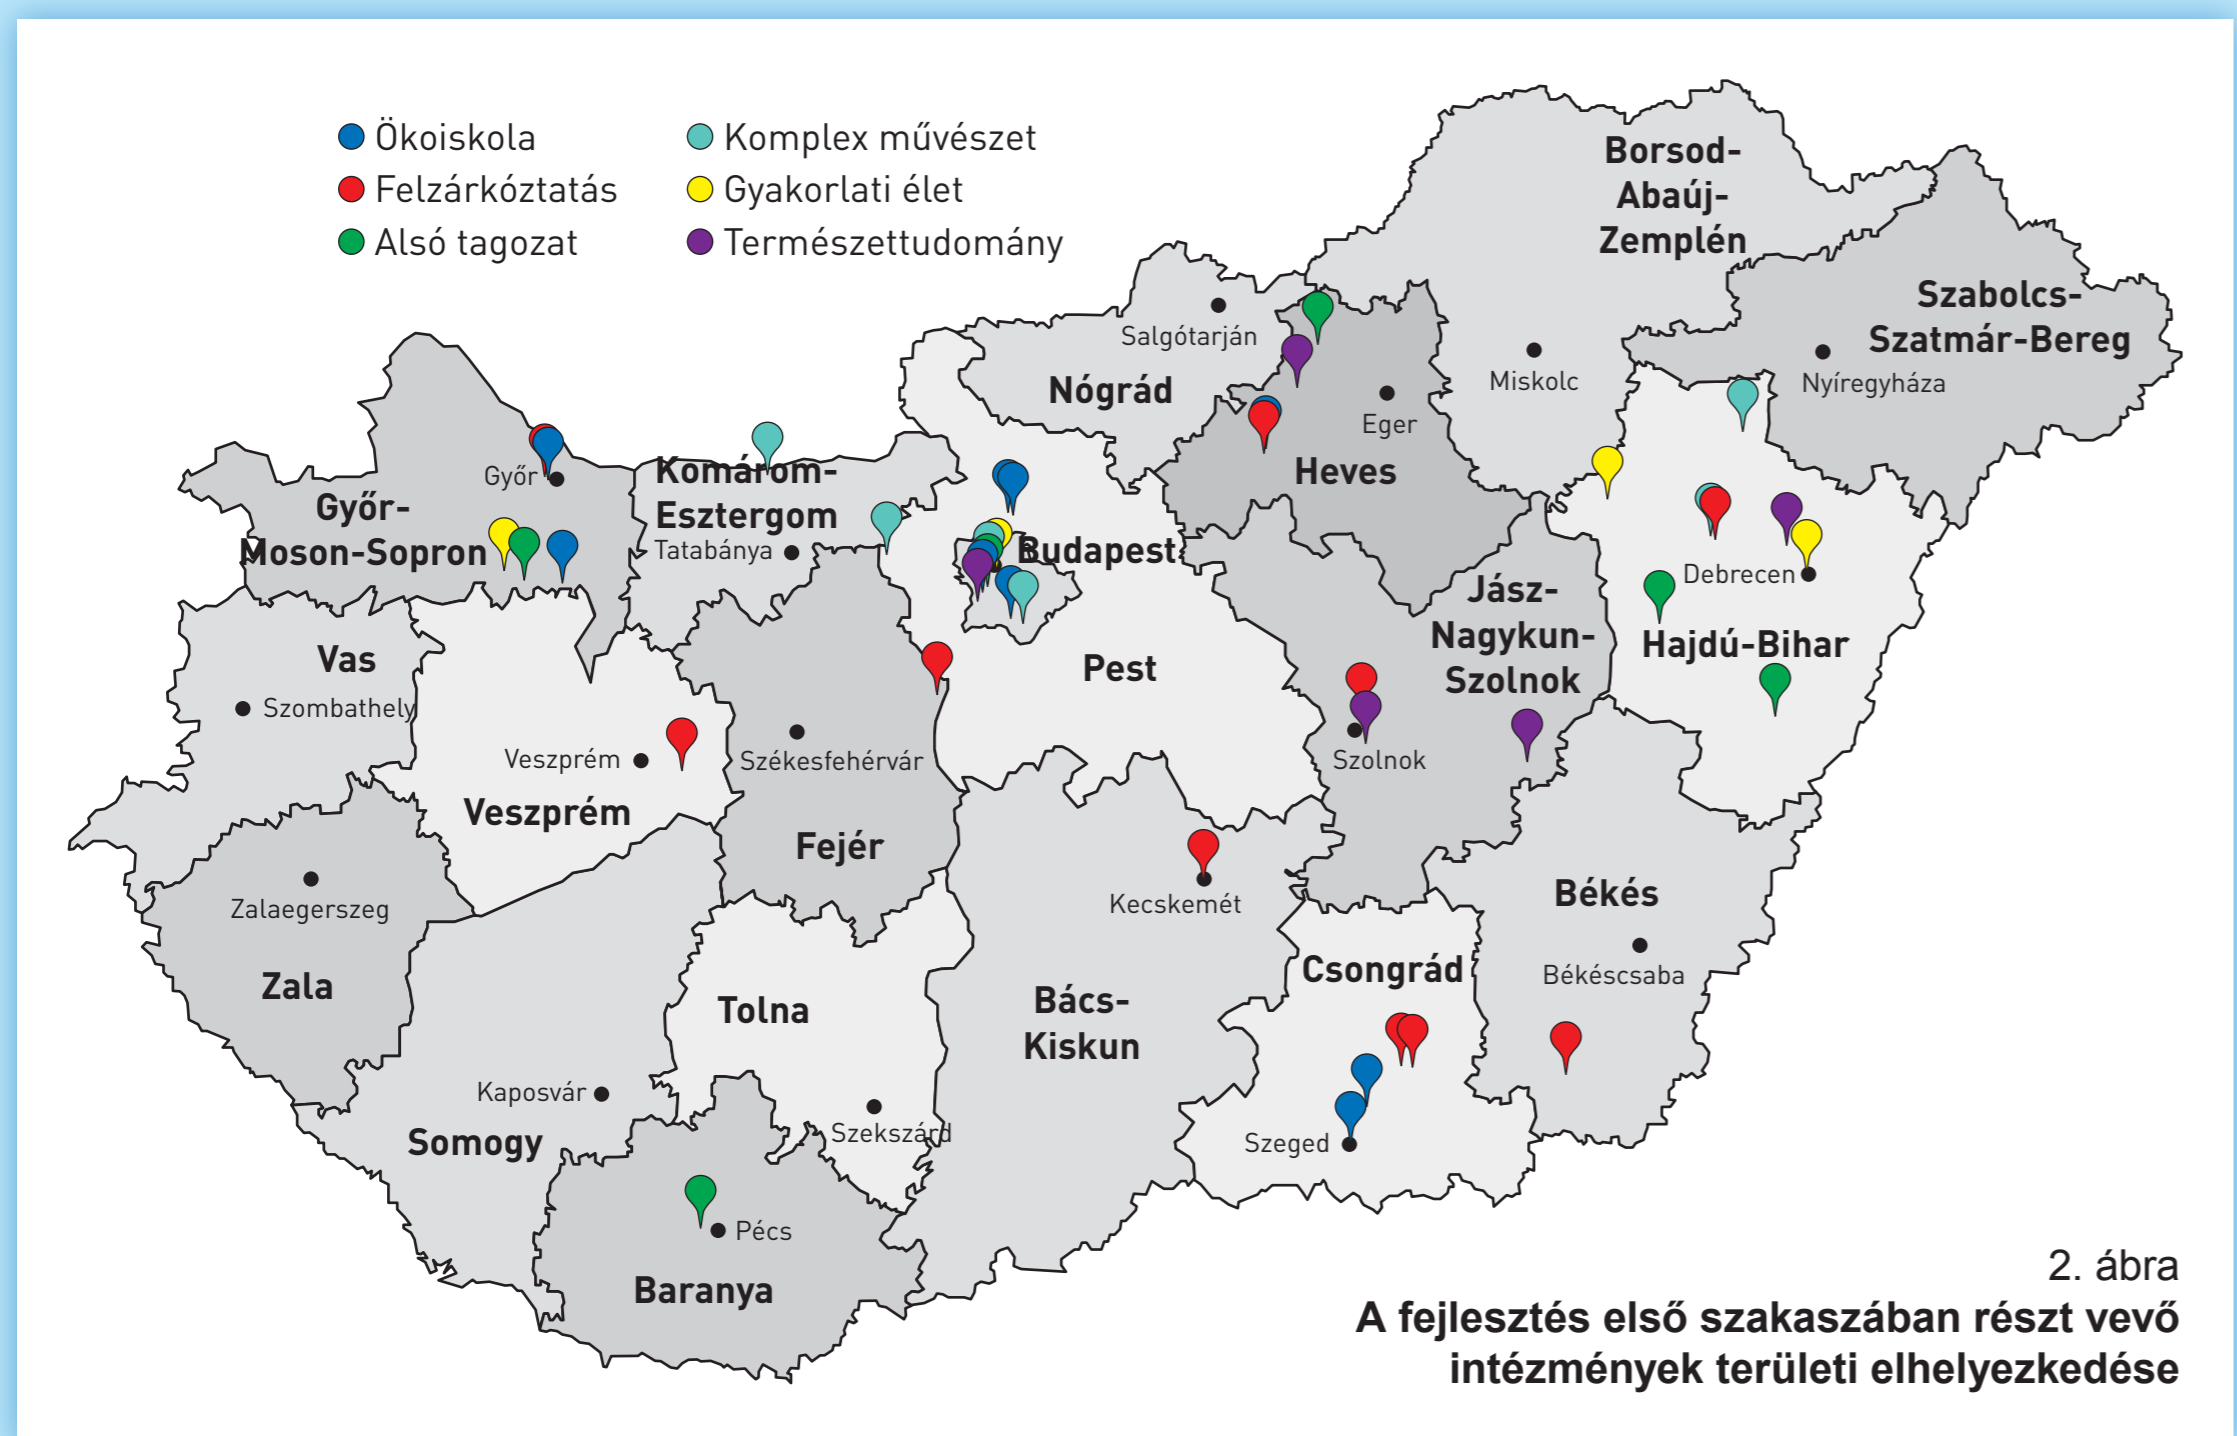 Ökoiskola
Felzárkóztatás
Alsó tagozat
Komplex művészet
Gyakorlati élet
Természettudomány
Borsod-
Abaúj-
Zemplén
Szabolcs-
Szatmár-Bereg
Salgótarján
Nógrád
Miskolc
Nyíregyháza
Eger
Heves
Győr
Győr-
Moson-Sopron
Komárom-
Esztergom
Tatabánya
Budapest
Debrecen
Hajdú-Bihar
Jász-
Nagykun-
Szolnok
Vas
Szombathely
Pest
Veszprém
Veszprém
Székesfehérvár
Szolnok
Fejér
Zalaegerszeg
Zala
Kecskemét
Békés
Békéscsaba
Csongrád
Tolna
Bács-
Kiskun
Kaposvár
Somogy
Szekszárd
Szeged
Pécs
Baranya
2. ábra
A fejlesztés első szakaszában részt vevő
intézmények területi elhelyezkedése